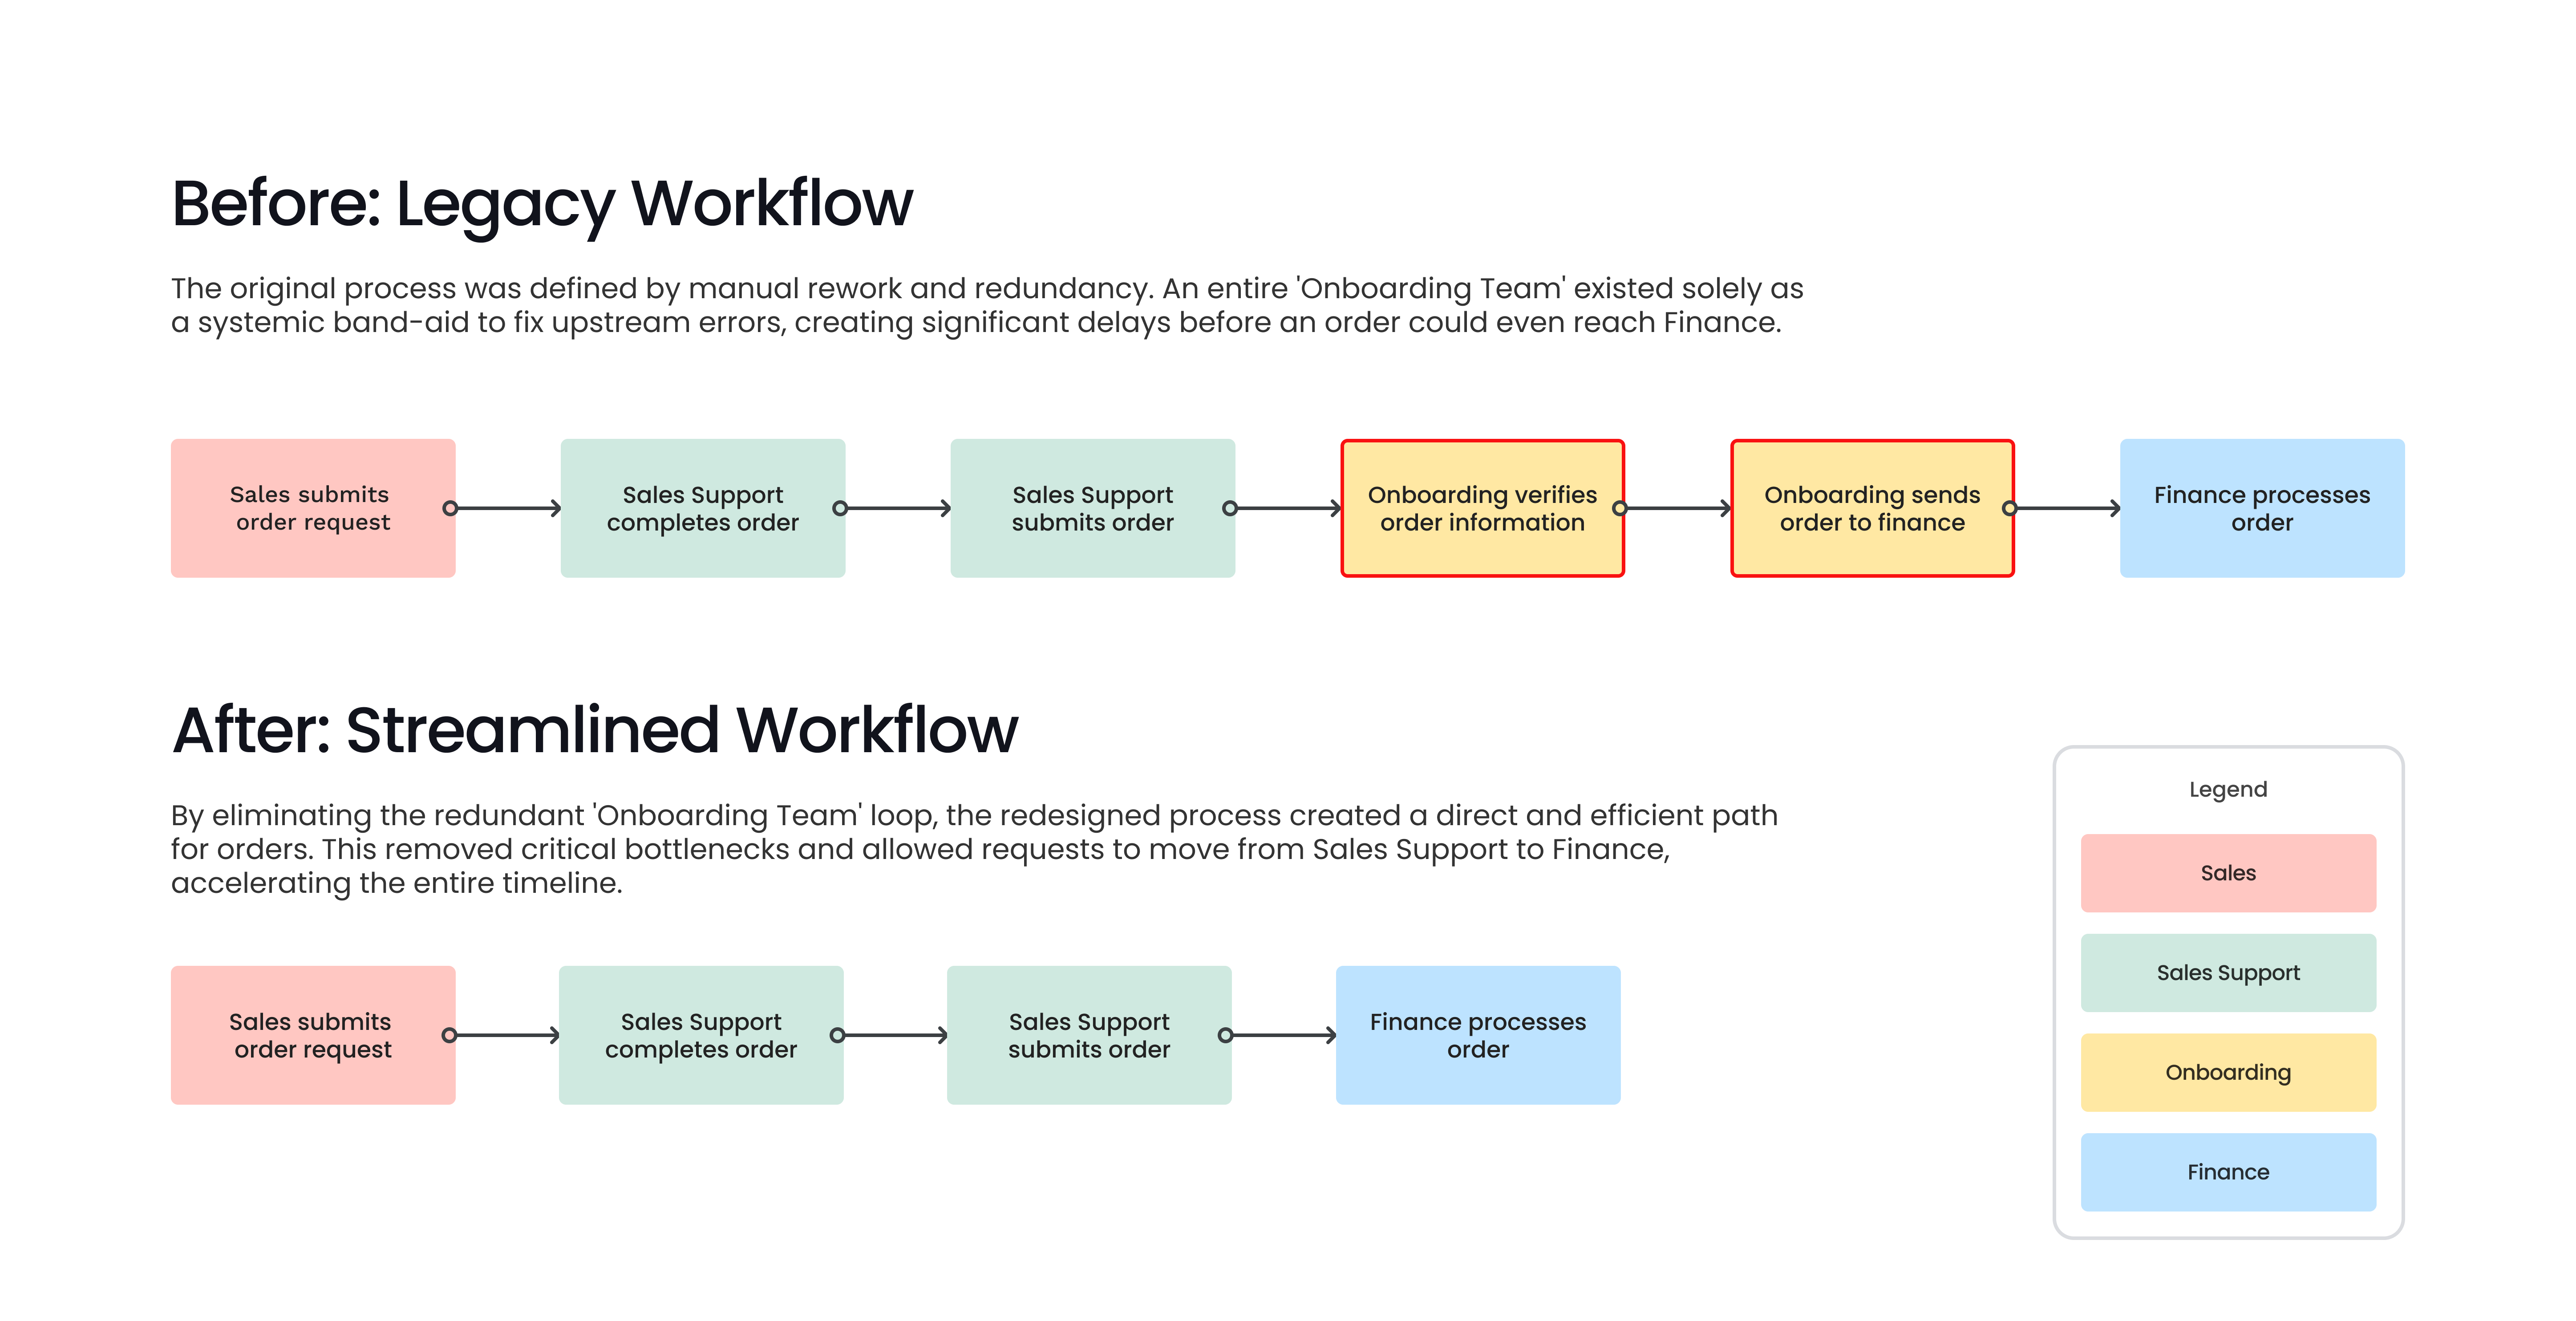 Before: Legacy Workflow
The original process was defined by manual rework and redundancy. An entire 'Onboarding Team' existed solely as
a systemic band-aid to fix upstream errors, creating significant delays before an order could even reach Finance.
Sales submits
order request
Sales Support
completes order
Sales Support
submits order
Onboarding verifies
order information
Onboarding sends
order to finance
Finance processes
order
After: Streamlined Workflow
By eliminating the redundant 'Onboarding Team' loop, the redesigned process created a direct and efficient path
for orders. This removed critical bottlenecks and allowed requests to move from Sales Support to Finance,
accelerating the entire timeline.
Sales submits
order request
Sales Support
completes order
Sales Support
submits order
Finance processes
order
Legend
Sales
Sales Support
Onboarding
Finance